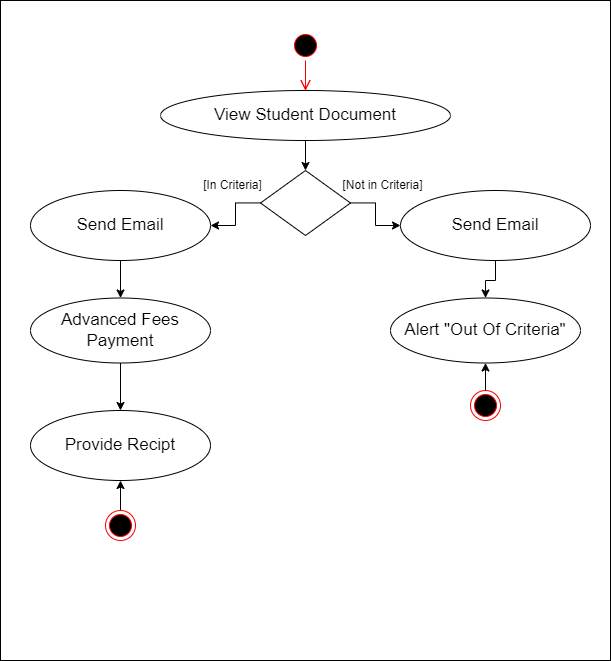 View Student Document
[In Criteria]
[Not in Criteria]
Send Email
Send Email
Advanced Fees
Payment
Alert "Out Of Criteria"
Provide Recipt